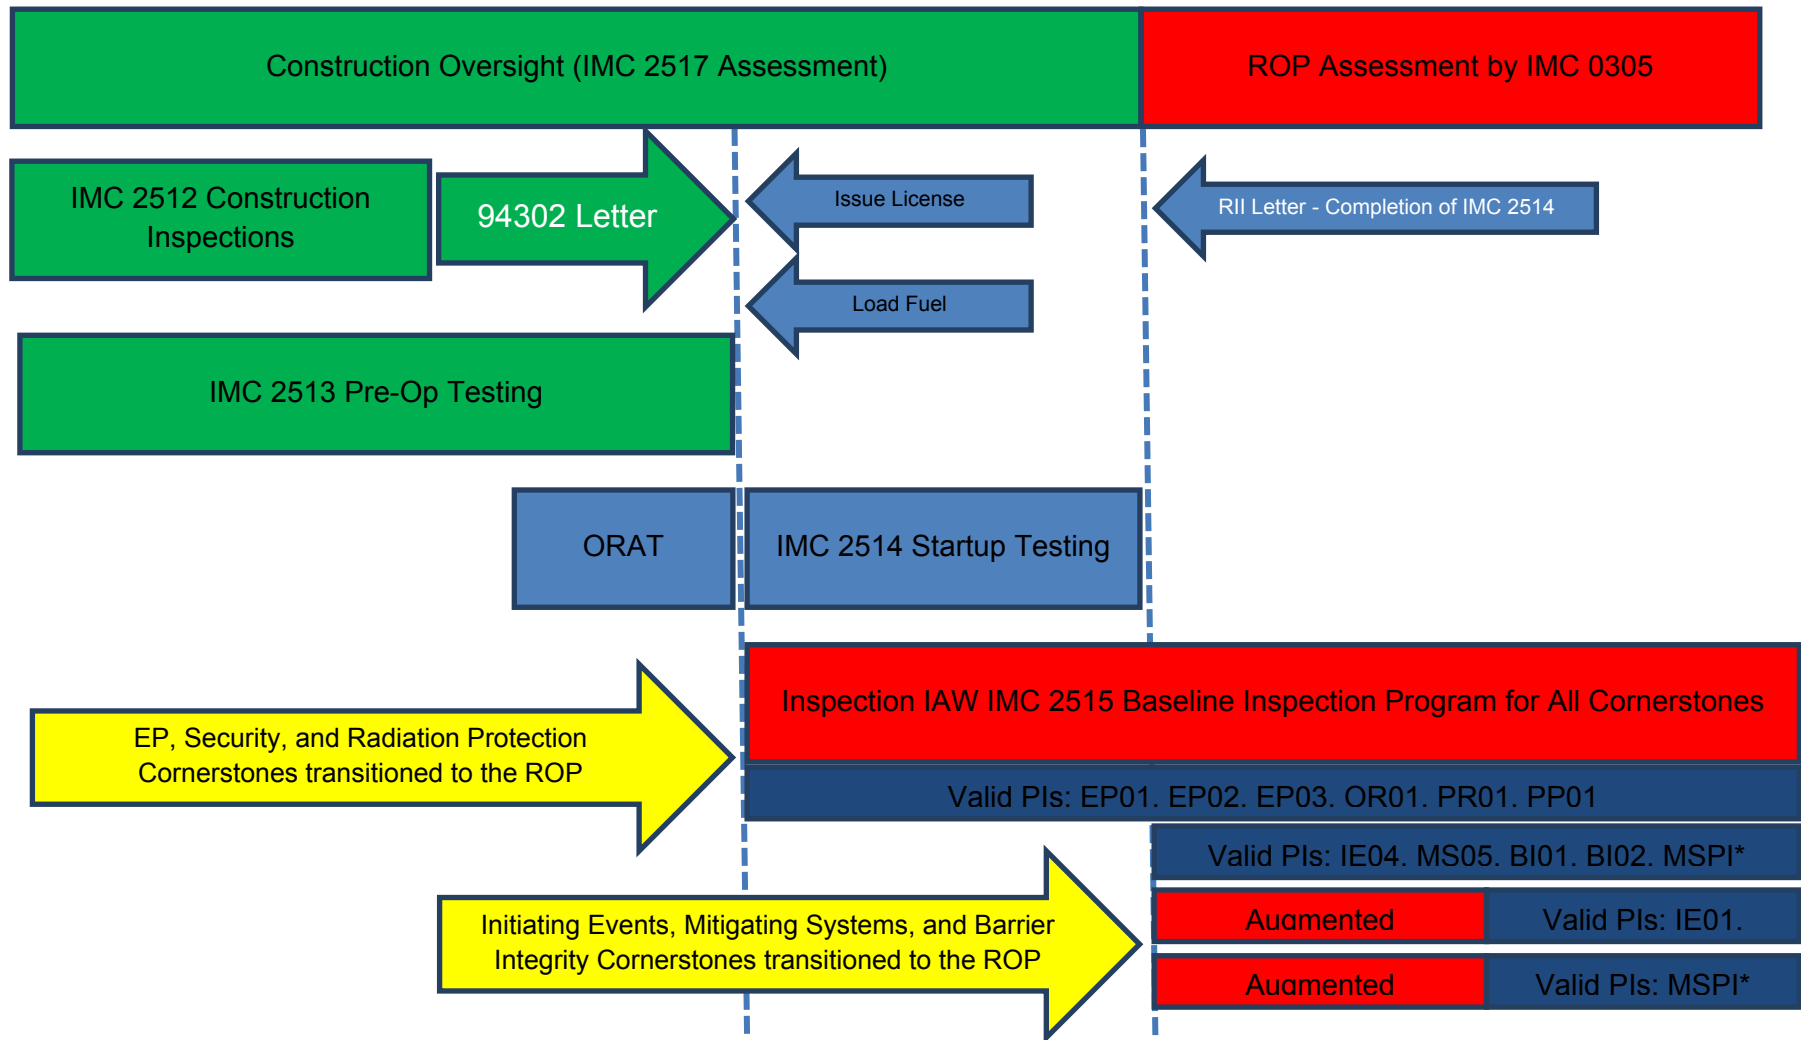 Construction Oversight (IMC 2517 Assessment)
ROP Assessment by IMC 0305
IMC 2512 Construction
Inspections
94302 Letter
Issue License
RII Letter - Completion of IMC 2514
Load Fuel
IMC 2513 Pre-Op Testing
ORAT
IMC 2514 Startup Testing
Inspection IAW IMC 2515 Baseline Inspection Program for All Cornerstones
EP, Security, and Radiation Protection
Cornerstones transitioned to the ROP
Valid PIs: EP01. EP02. EP03. OR01. PR01. PP01
Valid PIs: IE04. MS05. BI01. BI02. MSPI*
Initiating Events, Mitigating Systems, and Barrier
Integrity Cornerstones transitioned to the ROP
Augmented
Valid PIs: IE01.
Augmented
Valid PIs: MSPI*